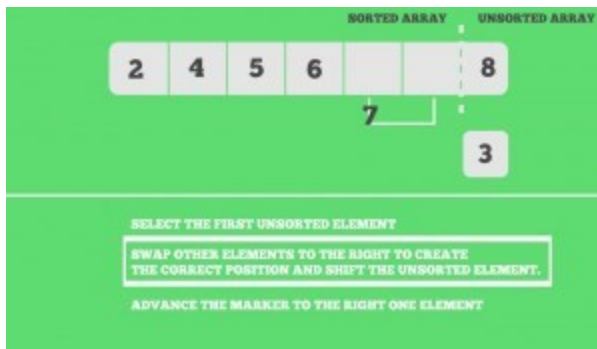 SORTED ARRAY UNSORTED ARRAY
2 4 5 6 8
7
3
SELECT THE FIRST UNSORTED ELEMENT
SWAP OTHER ELEMENTS TO THE RIGHT TO CREATE
THE CORRECT POSITION AND SHIFT THE UNSORTED ELEMENT.
ADVANCE THE MARKER TO THE RIGHT ONE ELEMENT